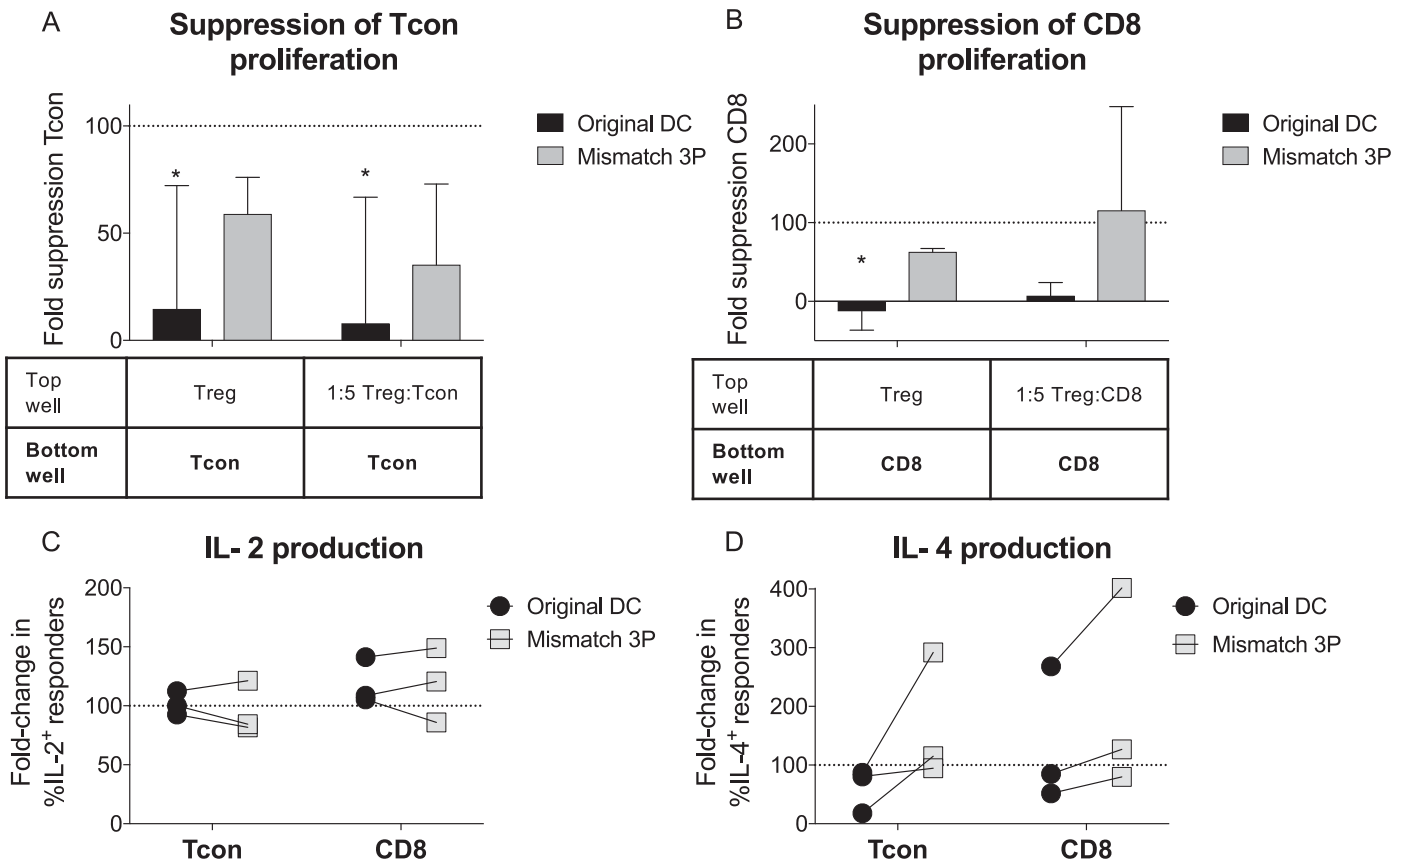 A
Suppression of Tcon
proliferation
Fold suppression Tcon
100
50
0
*
*
Original DC
Mismatch 3P
Top
well
Treg
1:5 Treg:Tcon
Bottom
well
Tcon
Tcon
B
Suppression of CD8
proliferation
Fold suppression CD8
200
100
0
*
Original DC
Mismatch 3P
Top
well
Treg
1:5 Treg:CD8
Bottom
well
CD8
CD8
C
IL- 2 production
Fold-change in
%IL-2+ responders
200
150
100
50
0
Tcon
CD8
Original DC
Mismatch 3P
D
IL- 4 production
Fold-change in
%IL-4+ responders
400
300
200
100
0
Tcon
CD8
Original DC
Mismatch 3P